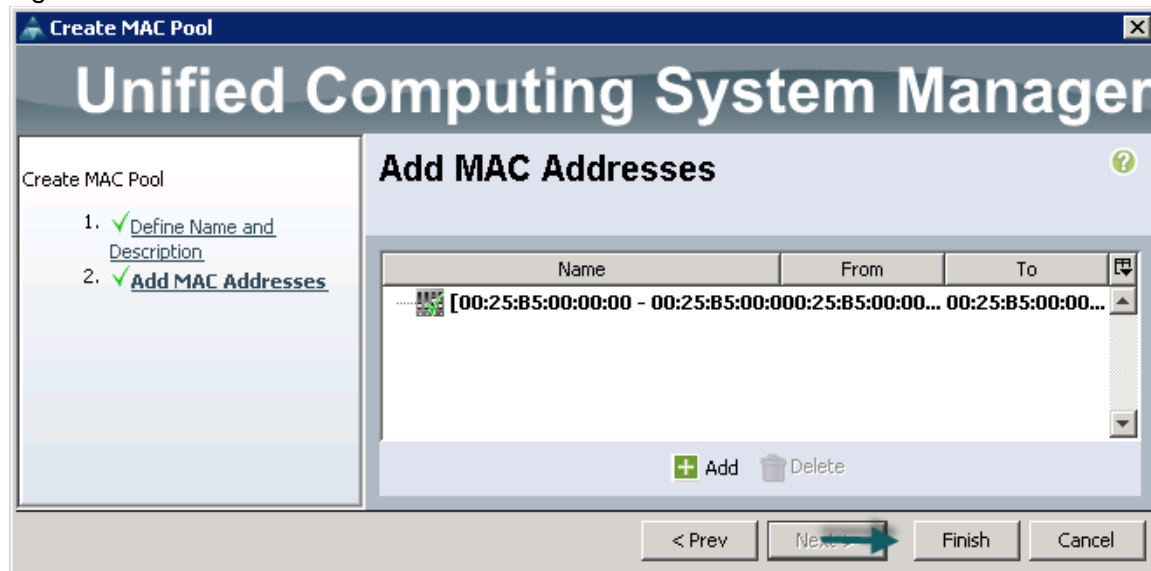 Create MAC Pool
Unified Computing System Manager
Create MAC Pool
1. Define Name and
Description
2. Add MAC Addresses
Add MAC Addresses
?
Name From To
[00:25:B5:00:00:00 - 00:25:B5:00:000:25:B5:00:00... 00:25:B5:00:00...
Add Delete
< Prev Next > Finish Cancel